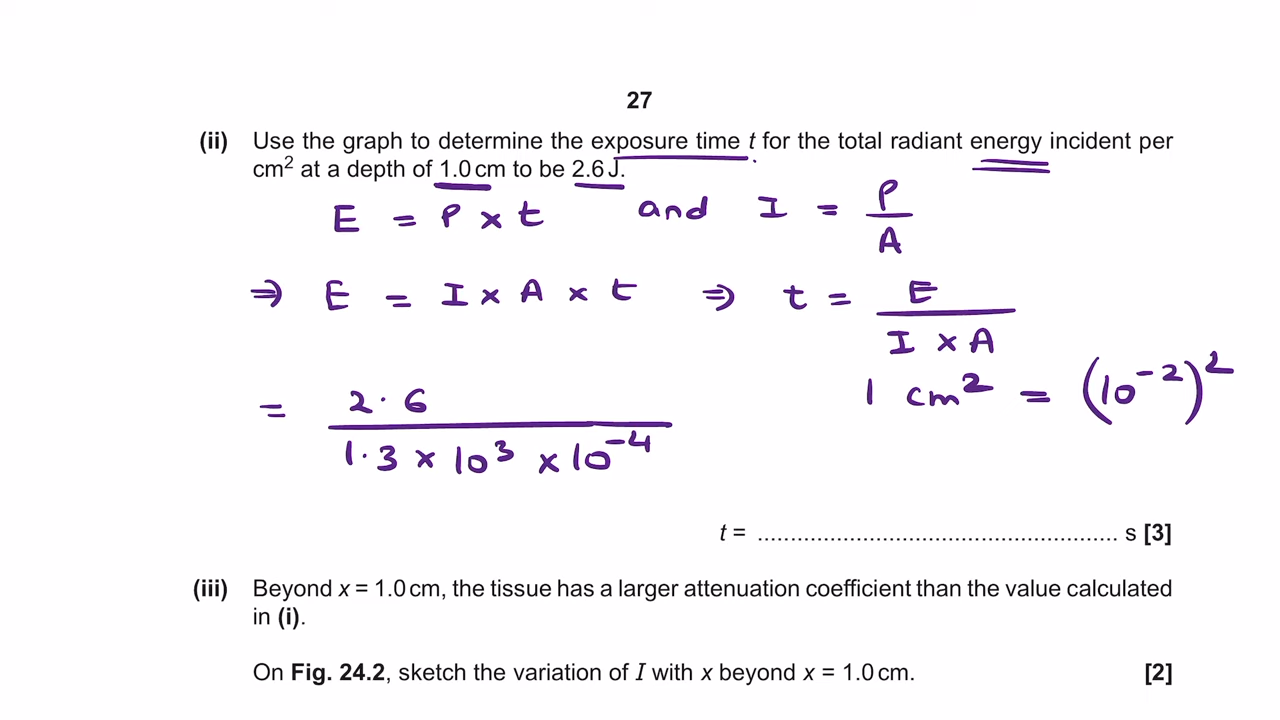 27
(ii) Use the graph to determine the exposure time t for the total radiant energy incident per
cm² at a depth of 1.0 cm to be 2.6 J.
E = P × t and I = P / A
⇒ E = I × A × t ⇒ t = E / I × A
1 cm² = (10⁻²)²
= 2.6 / 1.3 × 10³ × 10⁻⁴
t = ...................................................... s [3]
(iii) Beyond x = 1.0 cm, the tissue has a larger attenuation coefficient than the value calculated
in (i).
On Fig. 24.2, sketch the variation of I with x beyond x = 1.0 cm. [2]